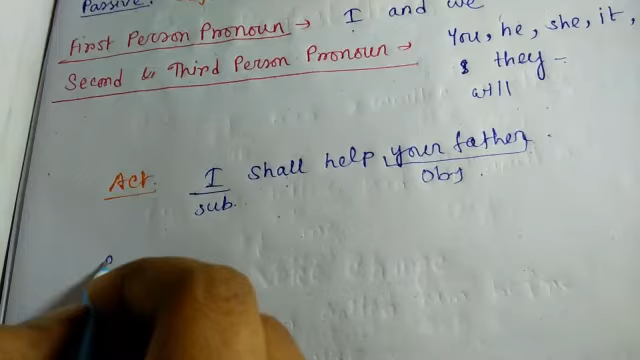 Passive:
First Person Pronoun → I and we
Second & Third Person Pronoun → You, he, she, it,
& they –
will
Act: I shall help your father.
sub. obj.